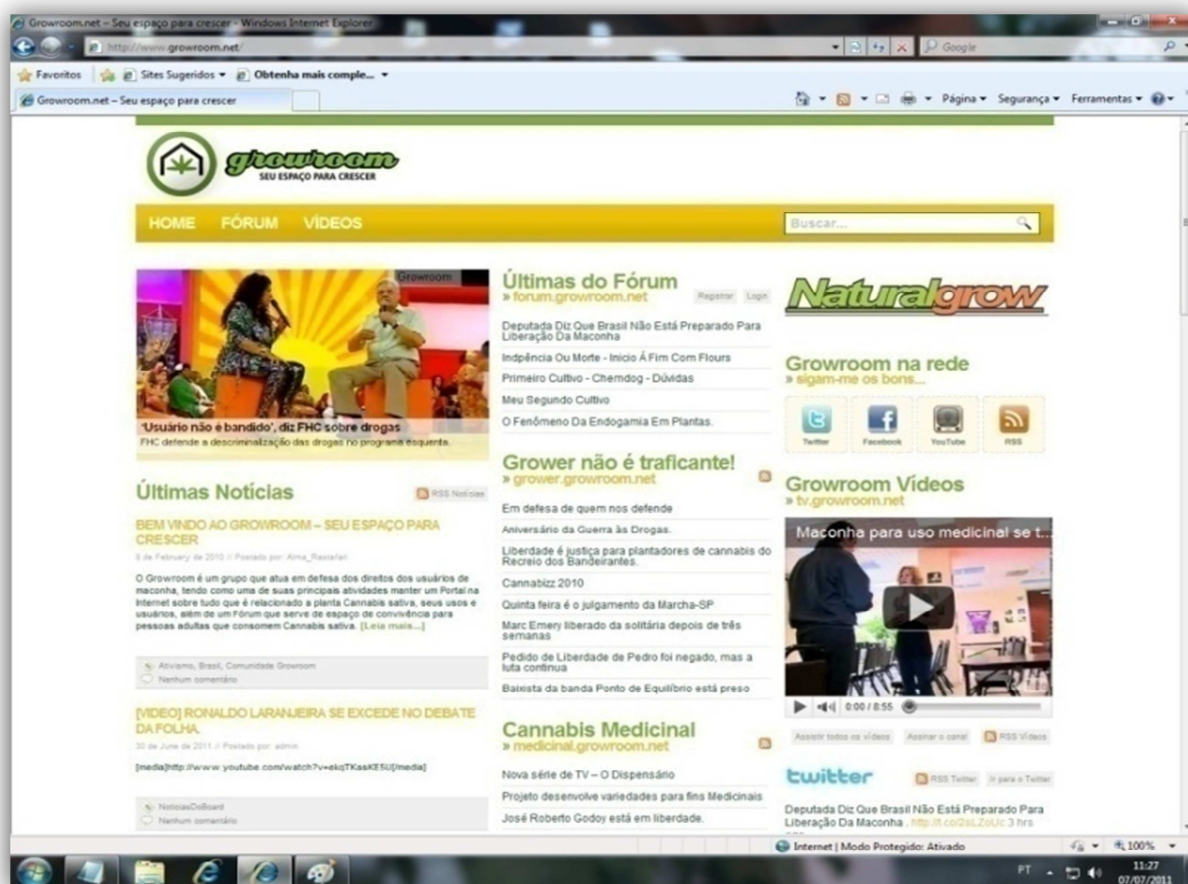 Growroom.net – Seu espaço para crescer - Windows Internet Explorer
http://www.growroom.net/
Google
Favoritos
Sites Sugeridos
Obtenha mais comple...
Growroom.net – Seu espaço para crescer
Página
Segurança
Ferramentas
growroom
SEU ESPAÇO PARA CRESCER
HOME FÓRUM VÍDEOS
Buscar...
Growroom
'Usuário não é bandido', diz FHC sobre drogas
FHC defende a descriminalização das drogas no programa esquenta.
Últimas Notícias
RSS Notícias
BEM VINDO AO GROWROOM – SEU ESPAÇO PARA
CRESCER
8 de February de 2010 // Postado por: Alma_Rastafari
O Growroom é um grupo que atua em defesa dos direitos dos usuários de
maconha, tendo como uma de suas principais atividades manter um Portal na
Internet sobre tudo que é relacionado a planta Cannabis sativa, seus usos e
usuários, além de um Fórum que serve de espaço de convivência para
pessoas adultas que consomem Cannabis sativa. [Leia mais...]
Ativismo, Brasil, Comunidade Growroom
Nenhum comentário
[VIDEO] RONALDO LARANJEIRA SE EXCEDE NO DEBATE
DA FOLHA.
30 de June de 2011 // Postado por: admin
NoticiasDoBoard
Nenhum comentário
Últimas do Fórum
» forum.growroom.net
Registrar Login
Deputada Diz Que Brasil Não Está Preparado Para
Liberação Da Maconha
Indpência Ou Morte - Inicio Á Fim Com Flours
Primeiro Cultivo - Chemdog - Dúvidas
Meu Segundo Cultivo
O Fenômeno Da Endogamia Em Plantas.
Grower não é traficante!
» grower.growroom.net
Em defesa de quem nos defende
Aniversário da Guerra às Drogas.
Liberdade é justiça para plantadores de cannabis do
Recreio dos Bandeirantes.
Cannabizz 2010
Quinta feira é o julgamento da Marcha-SP
Marc Emery liberado da solitária depois de três
semanas
Pedido de Liberdade de Pedro foi negado, mas a
luta continua
Baixista da banda Ponto de Equilíbrio está preso
Cannabis Medicinal
» medicinal.growroom.net
Nova série de TV – O Dispensário
Projeto desenvolve variedades para fins Medicinais
José Roberto Godoy está em liberdade.
Naturalgrow
Growroom na rede
» sigam-me os bons...
Twitter
Facebook
YouTube
RSS
Growroom Vídeos
» tv.growroom.net
Maconha para uso medicinal se t...
0:00 / 8:55
Assistir todos os vídeos
Assinar o canal
RSS Vídeos
twitter
RSS Twitter
Ir para o Twitter
Deputada Diz Que Brasil Não Está Preparado Para
Liberação Da Maconha . http://t.co/2sLZoUc 3 hrs
Internet | Modo Protegido: Ativado
100%
PT
11:27
07/07/2011